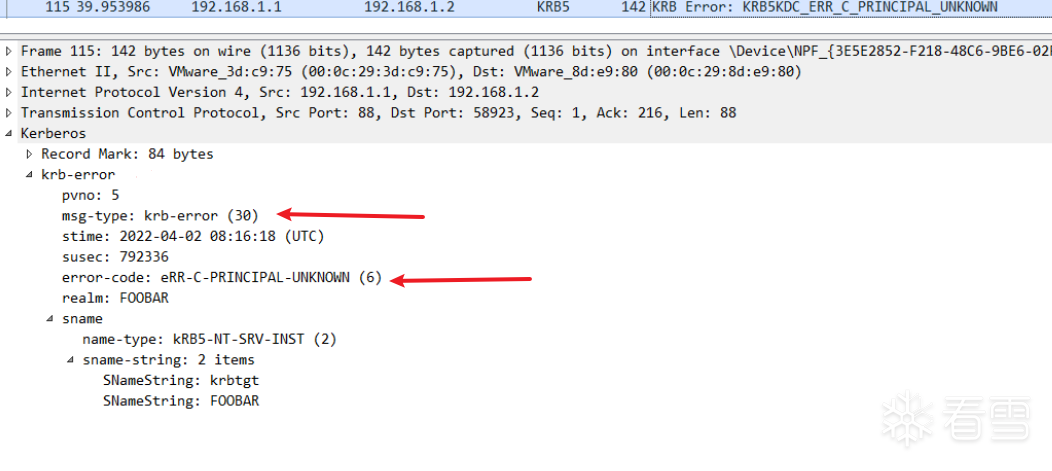 115 39.953986 192.168.1.1 192.168.1.2 KRB5 142 KRB Error: KRB5KDC_ERR_C_PRINCIPAL_UNKNOWN
Frame 115: 142 bytes on wire (1136 bits), 142 bytes captured (1136 bits) on interface \Device\NPF_{3E5E2852-F218-48C6-9BE6-02
Ethernet II, Src: VMware_3d:c9:75 (00:0c:29:3d:c9:75), Dst: VMware_8d:e9:80 (00:0c:29:8d:e9:80)
Internet Protocol Version 4, Src: 192.168.1.1, Dst: 192.168.1.2
Transmission Control Protocol, Src Port: 88, Dst Port: 58923, Seq: 1, Ack: 216, Len: 88
Kerberos
Record Mark: 84 bytes
krb-error
pvno: 5
msg-type: krb-error (30)
stime: 2022-04-02 08:16:18 (UTC)
susec: 792336
error-code: eRR-C-PRINCIPAL-UNKNOWN (6)
realm: FOOBAR
sname
name-type: kRB5-NT-SRV-INST (2)
sname-string: 2 items
SNameString: krbtgt
SNameString: FOOBAR
看雪